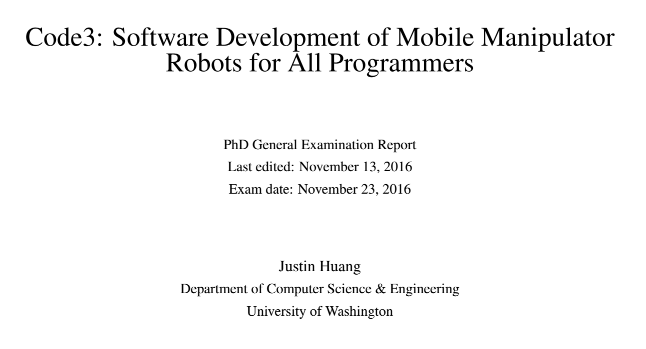 Code3: Software Development of Mobile Manipulator
Robots for All Programmers
PhD General Examination Report
Last edited: November 13, 2016
Exam date: November 23, 2016
Justin Huang
Department of Computer Science & Engineering
University of Washington